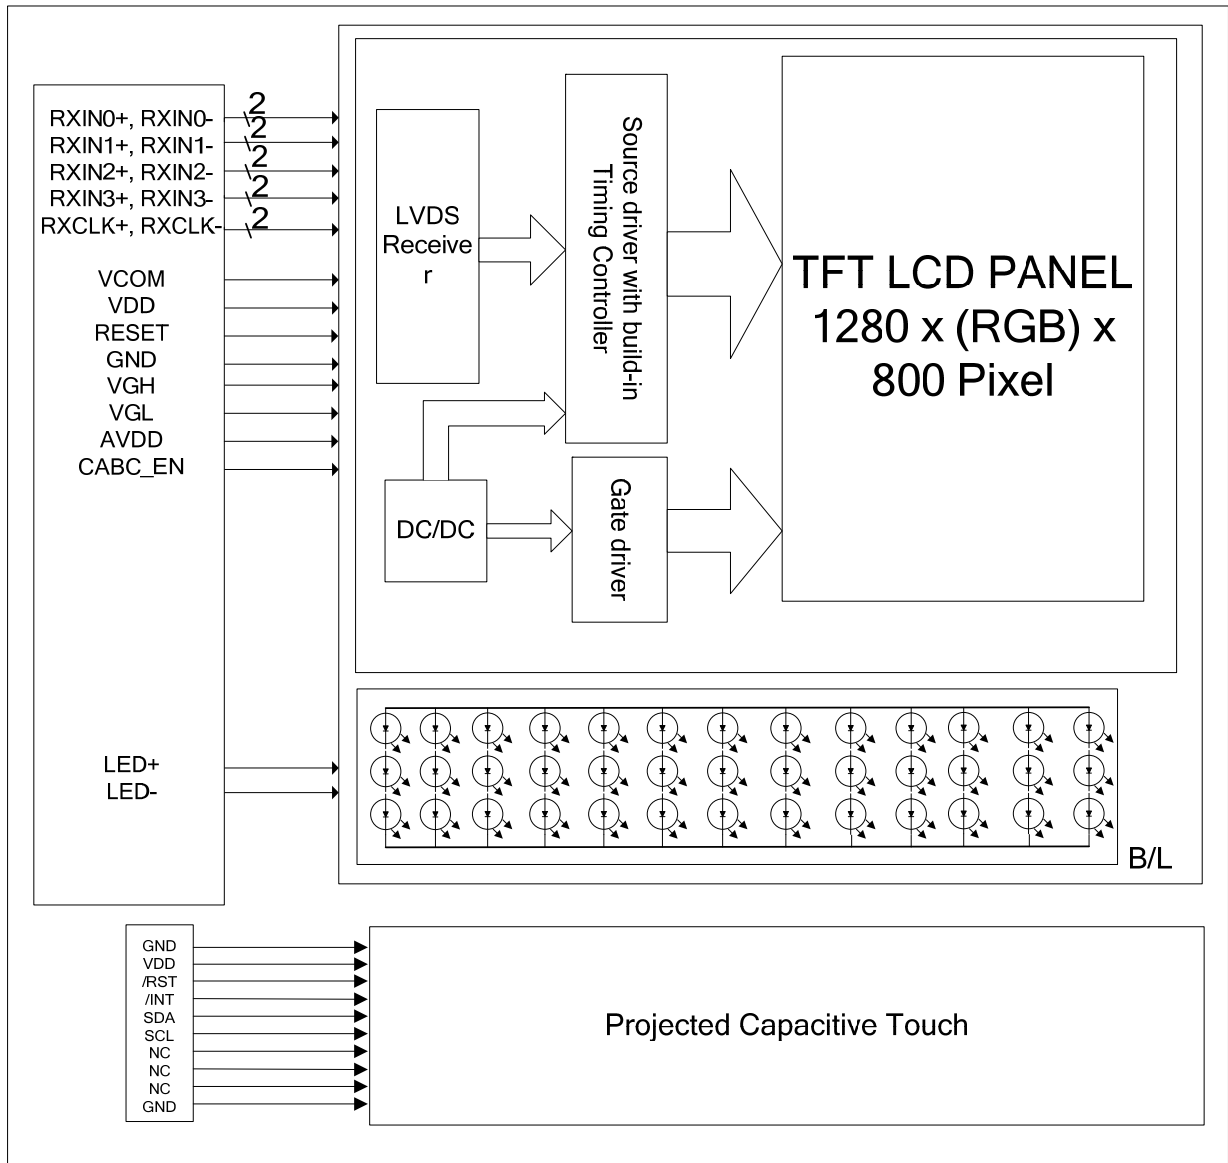 RXIN0+, RXIN0-
2
RXIN1+, RXIN1-
2
RXIN2+, RXIN2-
2
RXIN3+, RXIN3-
2
RXCLK+, RXCLK-
2
VCOM
VDD
RESET
GND
VGH
VGL
AVDD
CABC_EN
LED+
LED-
LVDS
Receive
r
Source driver with build-in
Timing Controller
DC/DC
Gate driver
TFT LCD PANEL
1280 x (RGB) x
800 Pixel
B/L
GND
VDD
/RST
/INT
SDA
SCL
NC
NC
NC
GND
Projected Capacitive Touch